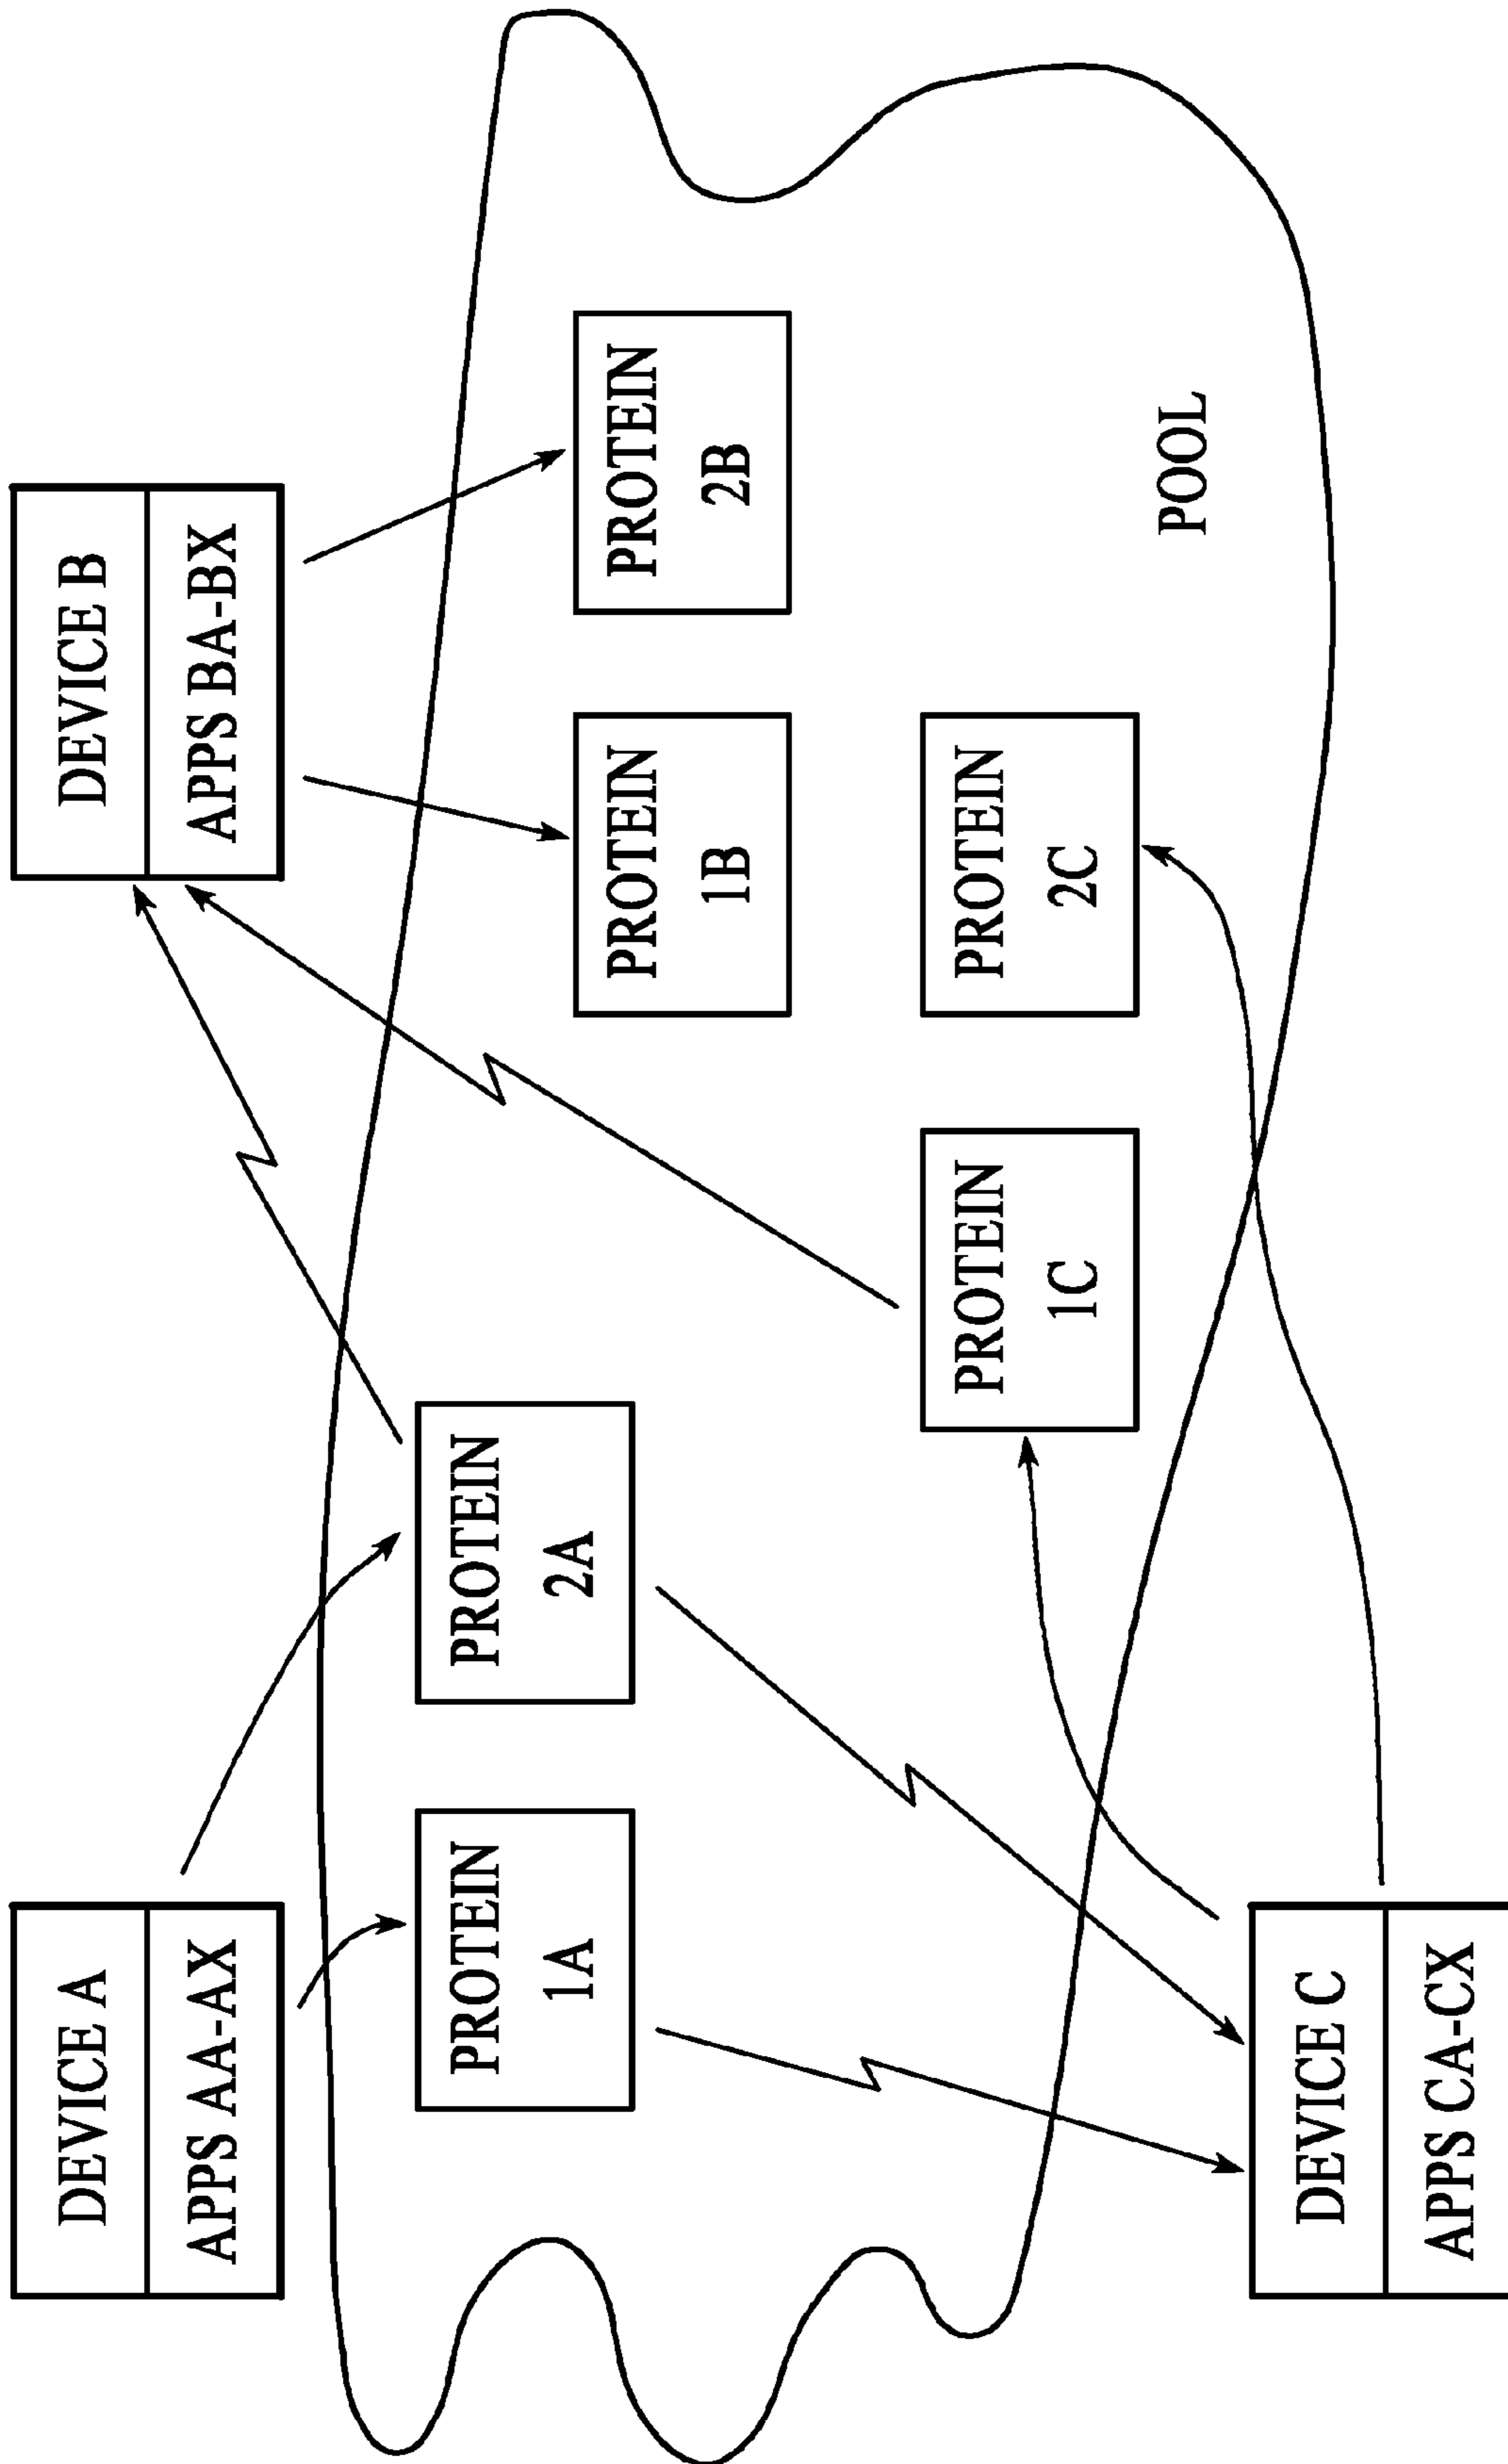 DEVICE A
APPS AA-AX
DEVICE B
APPS BA-BX
PROTEIN
1A
PROTEIN
2A
PROTEIN
1B
PROTEIN
2B
PROTEIN
1C
PROTEIN
2C
POOL
DEVICE C
APPS CA-CX